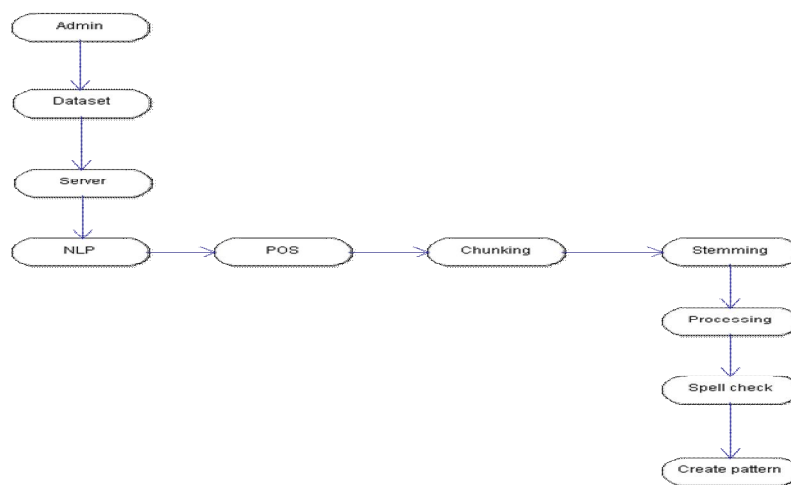 Admin
Dataset
Server
NLP
POS
Chunking
Stemming
Processing
Spell check
Create pattern